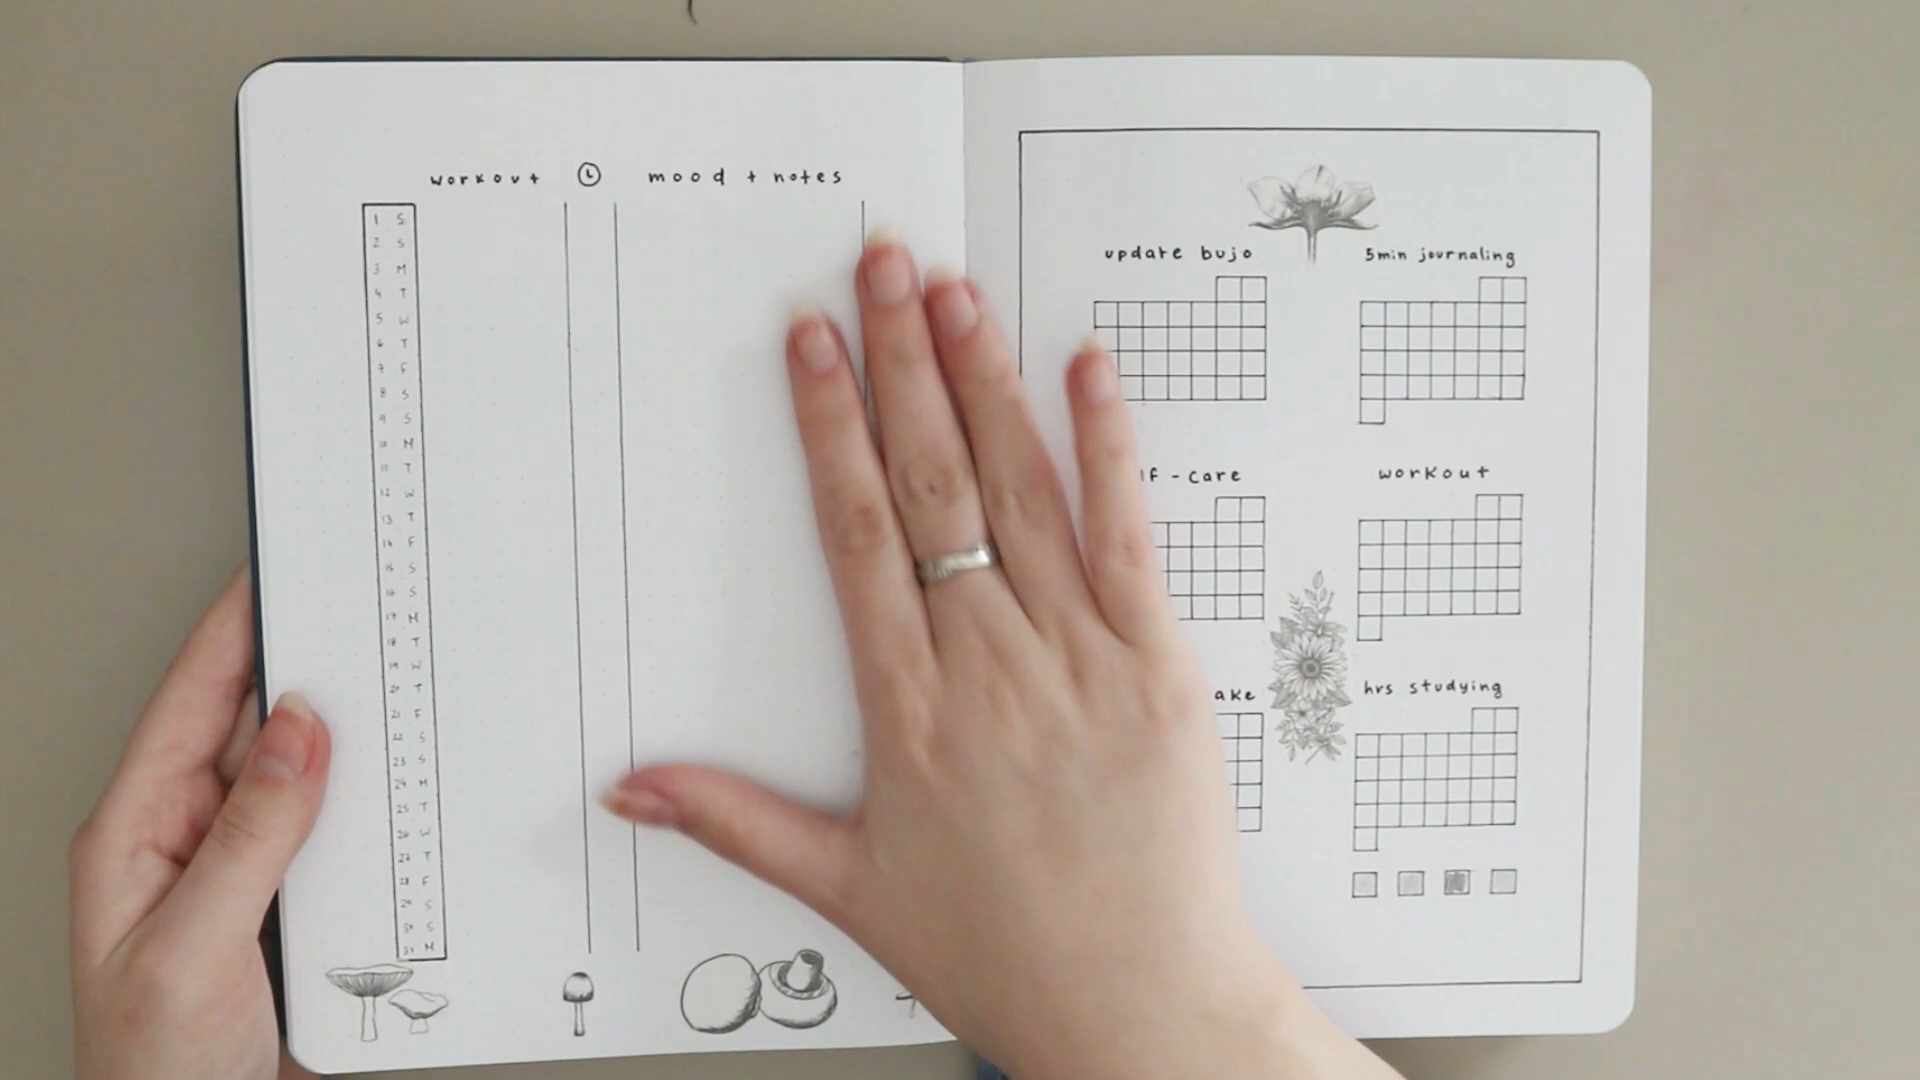 workout mood + notes
1 S
2 S
3 M
4 T
5 W
6 T
7 F
8 S
9 S
10 M
11 T
12 W
13 T
14 F
15 S
16 S
17 M
18 T
19 W
20 T
21 F
22 S
23 S
24 M
25 T
26 W
27 T
28 F
29 S
30 S
31 M
update bujo
5min journaling
lf-care
workout
ake
hrs studying